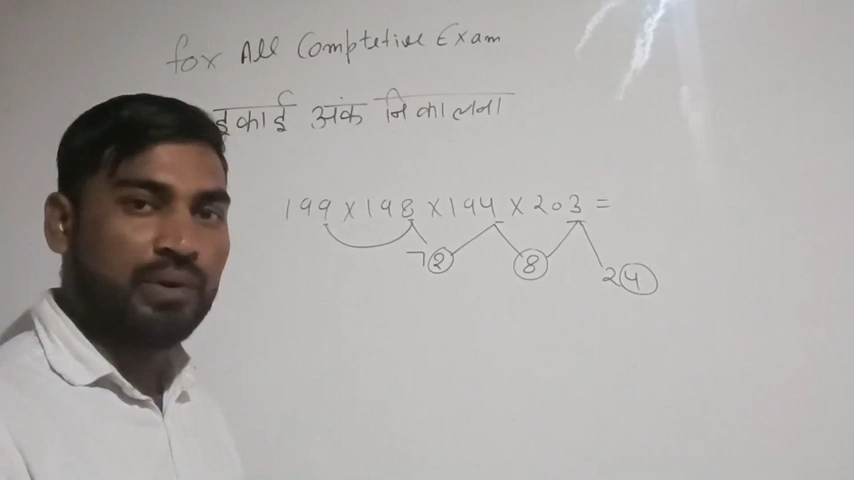 for All Comptetive Exam
इकाई अंक निकालना
199 x 198 x 194 x 203 =
72 8 24